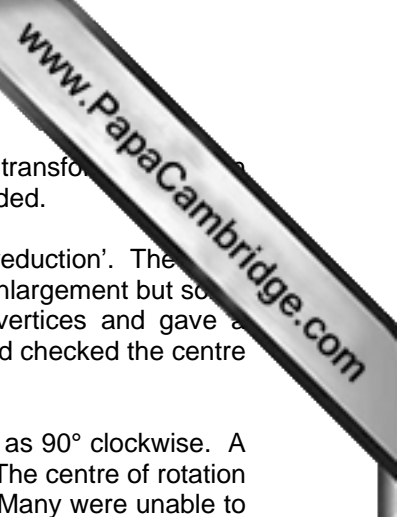 www.PapaCambridge.com
transfo
ded.
eduction'. The
nlargement but so
vertices and gave a
d checked the centre
as 90° clockwise. A
The centre of rotation
Many were unable to